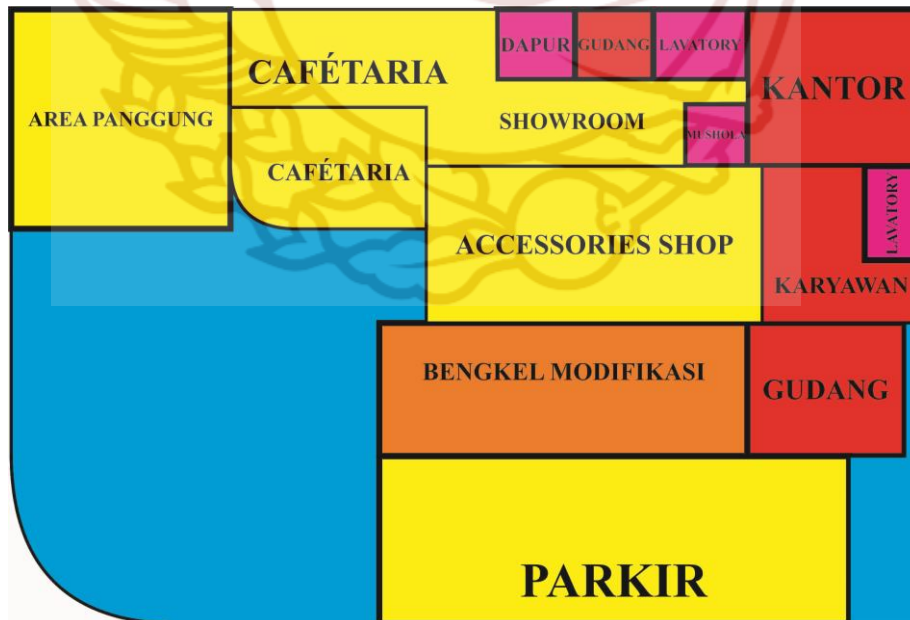 DAPUR
GUDANG
LAVATORY
CAFÉTARIA
KANTOR
AREA PANGGUNG
SHOWROOM
MUSHOLA
CAFÉTARIA
LAVATORY
ACCESSORIES SHOP
KARYAWAN
BENGKEL MODIFIKASI
GUDANG
PARKIR